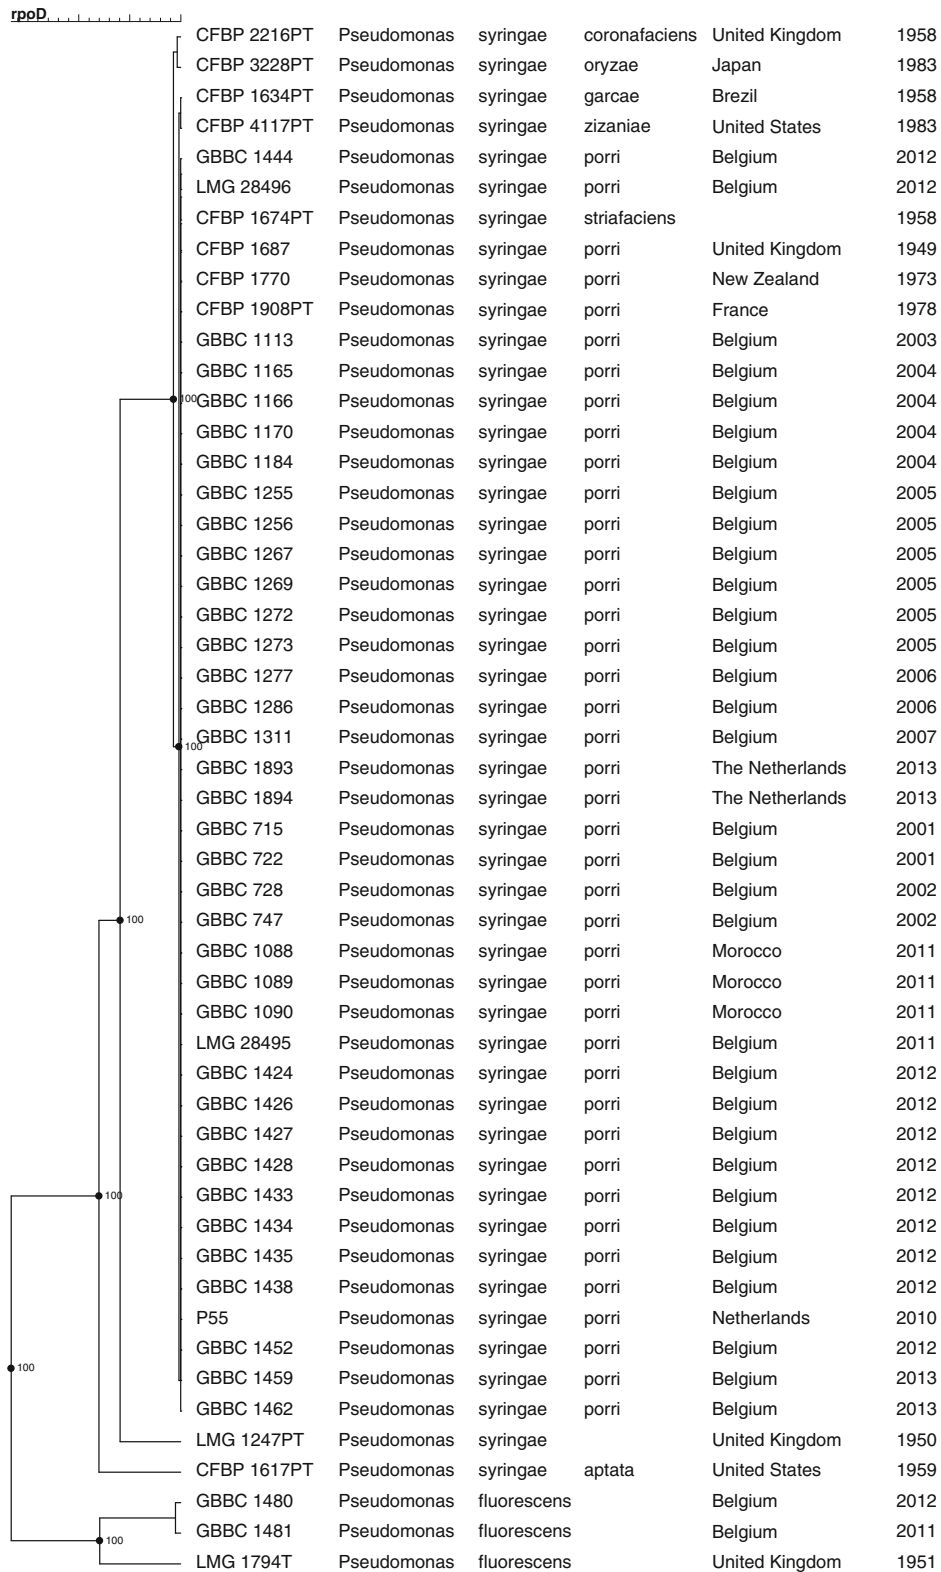 rpoD
CFBP 2216PT Pseudomonas syringae coronafaciens United Kingdom 1958
CFBP 3228PT Pseudomonas syringae oryzae Japan 1983
CFBP 1634PT Pseudomonas syringae garcae Brezil 1958
CFBP 4117PT Pseudomonas syringae zizaniae United States 1983
GBBC 1444 Pseudomonas syringae porri Belgium 2012
LMG 28496 Pseudomonas syringae porri Belgium 2012
CFBP 1674PT Pseudomonas syringae striafaciens 1958
CFBP 1687 Pseudomonas syringae porri United Kingdom 1949
CFBP 1770 Pseudomonas syringae porri New Zealand 1973
CFBP 1908PT Pseudomonas syringae porri France 1978
GBBC 1113 Pseudomonas syringae porri Belgium 2003
GBBC 1165 Pseudomonas syringae porri Belgium 2004
100 GBBC 1166 Pseudomonas syringae porri Belgium 2004
GBBC 1170 Pseudomonas syringae porri Belgium 2004
GBBC 1184 Pseudomonas syringae porri Belgium 2004
GBBC 1255 Pseudomonas syringae porri Belgium 2005
GBBC 1256 Pseudomonas syringae porri Belgium 2005
GBBC 1267 Pseudomonas syringae porri Belgium 2005
GBBC 1269 Pseudomonas syringae porri Belgium 2005
GBBC 1272 Pseudomonas syringae porri Belgium 2005
GBBC 1273 Pseudomonas syringae porri Belgium 2005
GBBC 1277 Pseudomonas syringae porri Belgium 2006
GBBC 1286 Pseudomonas syringae porri Belgium 2006
100 GBBC 1311 Pseudomonas syringae porri Belgium 2007
GBBC 1893 Pseudomonas syringae porri The Netherlands 2013
GBBC 1894 Pseudomonas syringae porri The Netherlands 2013
GBBC 715 Pseudomonas syringae porri Belgium 2001
GBBC 722 Pseudomonas syringae porri Belgium 2001
GBBC 728 Pseudomonas syringae porri Belgium 2002
100 GBBC 747 Pseudomonas syringae porri Belgium 2002
GBBC 1088 Pseudomonas syringae porri Morocco 2011
GBBC 1089 Pseudomonas syringae porri Morocco 2011
GBBC 1090 Pseudomonas syringae porri Morocco 2011
LMG 28495 Pseudomonas syringae porri Belgium 2011
GBBC 1424 Pseudomonas syringae porri Belgium 2012
GBBC 1426 Pseudomonas syringae porri Belgium 2012
GBBC 1427 Pseudomonas syringae porri Belgium 2012
GBBC 1428 Pseudomonas syringae porri Belgium 2012
100 GBBC 1433 Pseudomonas syringae porri Belgium 2012
GBBC 1434 Pseudomonas syringae porri Belgium 2012
GBBC 1435 Pseudomonas syringae porri Belgium 2012
GBBC 1438 Pseudomonas syringae porri Belgium 2012
P55 Pseudomonas syringae porri Netherlands 2010
GBBC 1452 Pseudomonas syringae porri Belgium 2012
100 GBBC 1459 Pseudomonas syringae porri Belgium 2013
GBBC 1462 Pseudomonas syringae porri Belgium 2013
LMG 1247PT Pseudomonas syringae United Kingdom 1950
CFBP 1617PT Pseudomonas syringae aptata United States 1959
GBBC 1480 Pseudomonas fluorescens Belgium 2012
100 GBBC 1481 Pseudomonas fluorescens Belgium 2011
LMG 1794T Pseudomonas fluorescens United Kingdom 1951